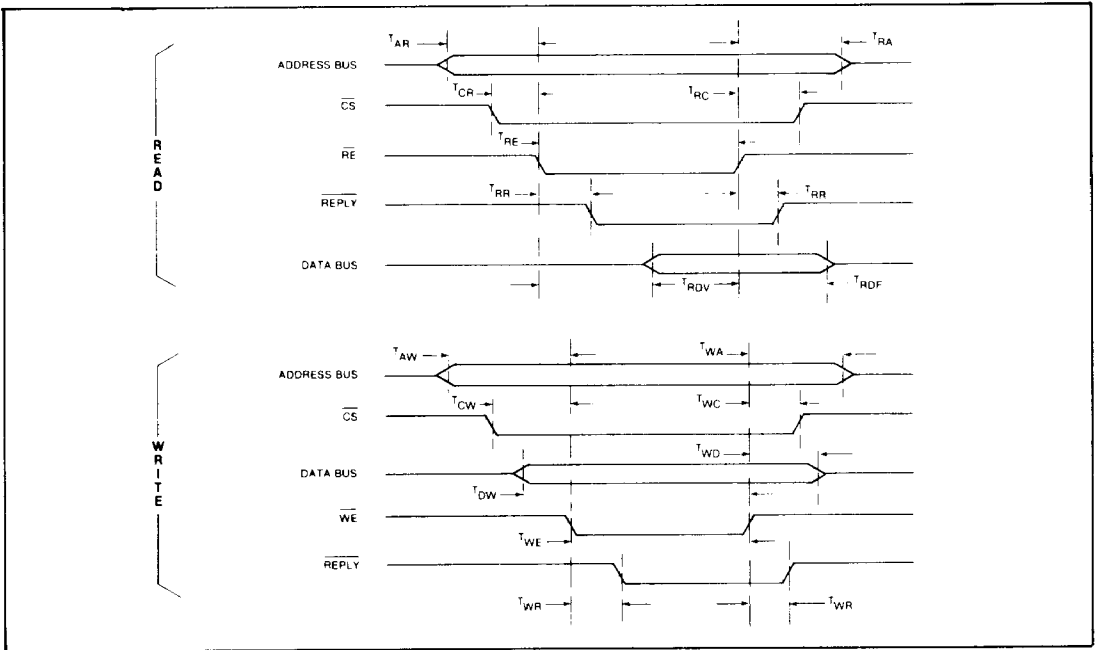 READ
T_AR T_RA
ADDRESS BUS
T_CR T_RC
CS
T_RE
RE
T_RR T_RR
REPLY
DATA BUS
T_RDV T_RDF
WRITE
T_AW T_WA
ADDRESS BUS
T_CW T_WC
CS
T_WD
DATA BUS
T_DW
WE
T_WE
REPLY
T_WR T_WR